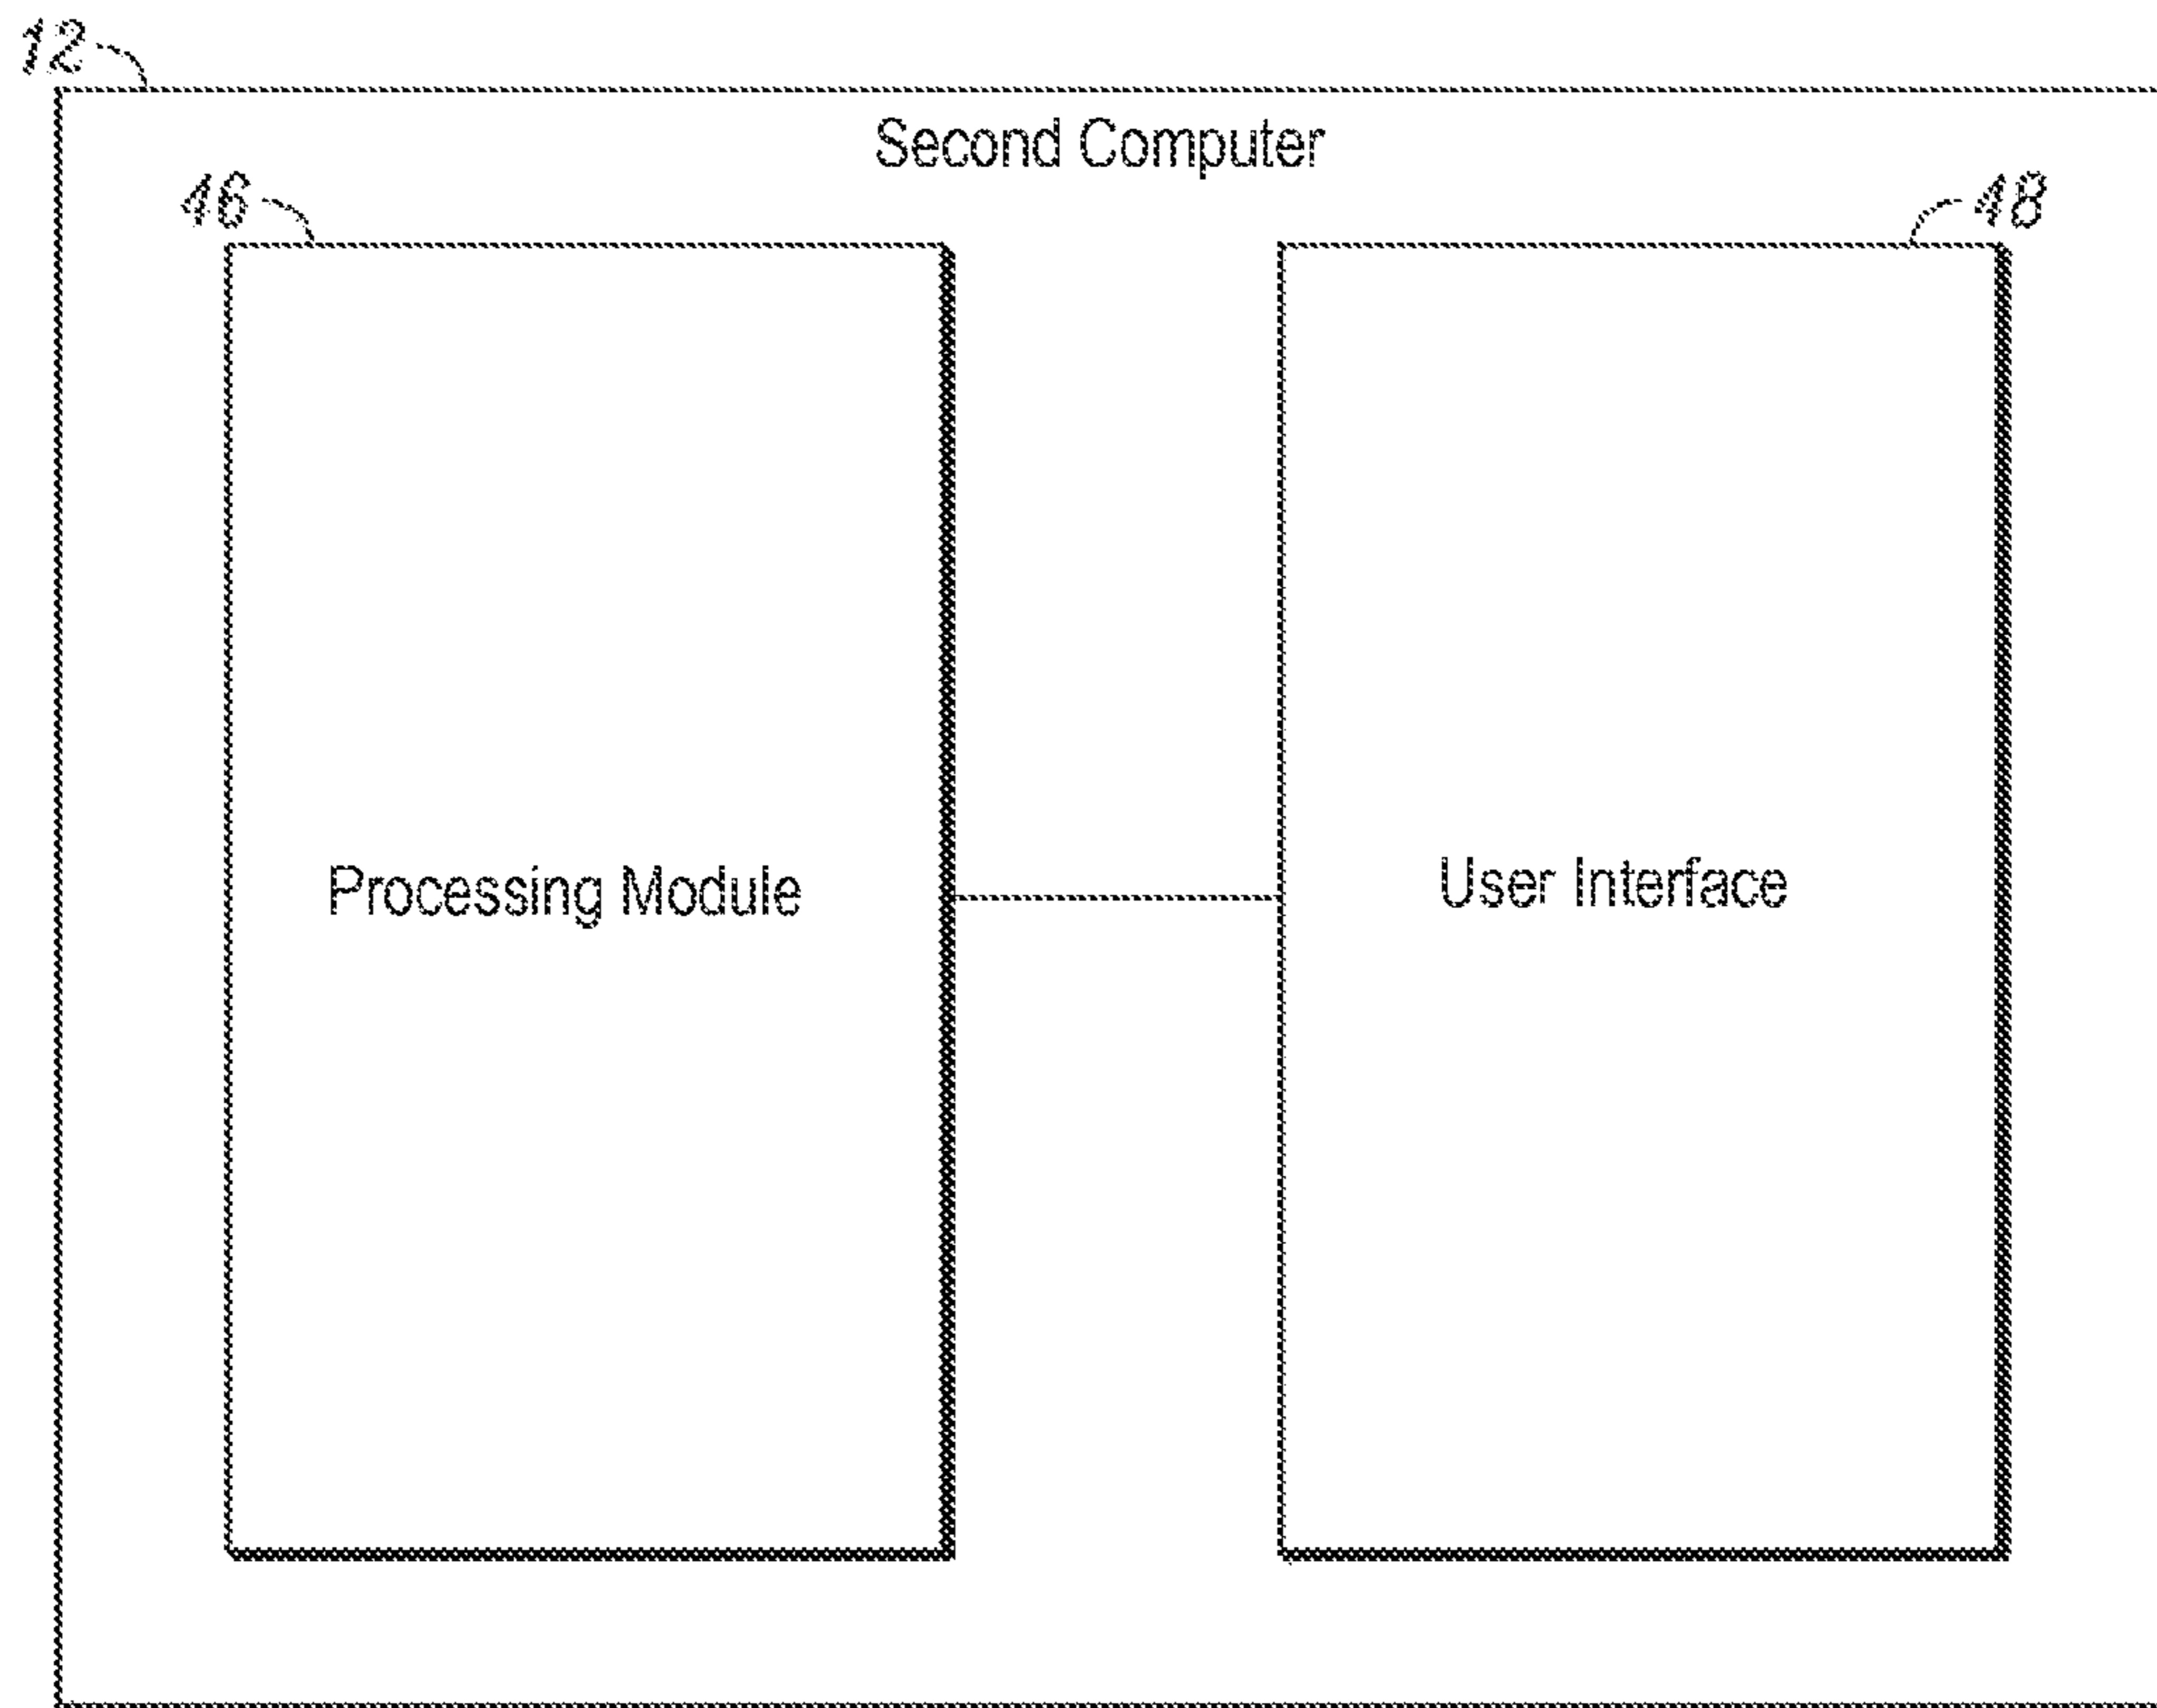 12
Second Computer
46
48
Processing Module
User Interface